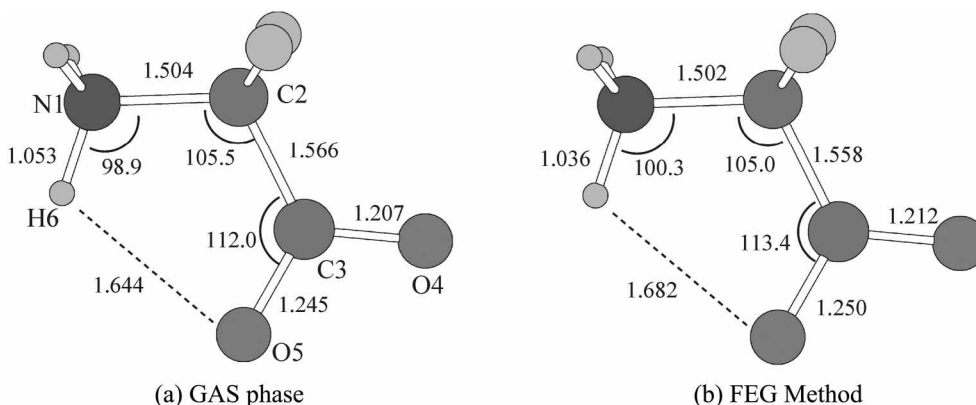 1.504
N1
C2
1.053
98.9
105.5
1.566
H6
1.207
112.0
C3
O4
1.644
1.245
O5
(a) GAS phase
1.502
1.036
100.3
105.0
1.558
1.212
113.4
1.682
1.250
(b) FEG Method